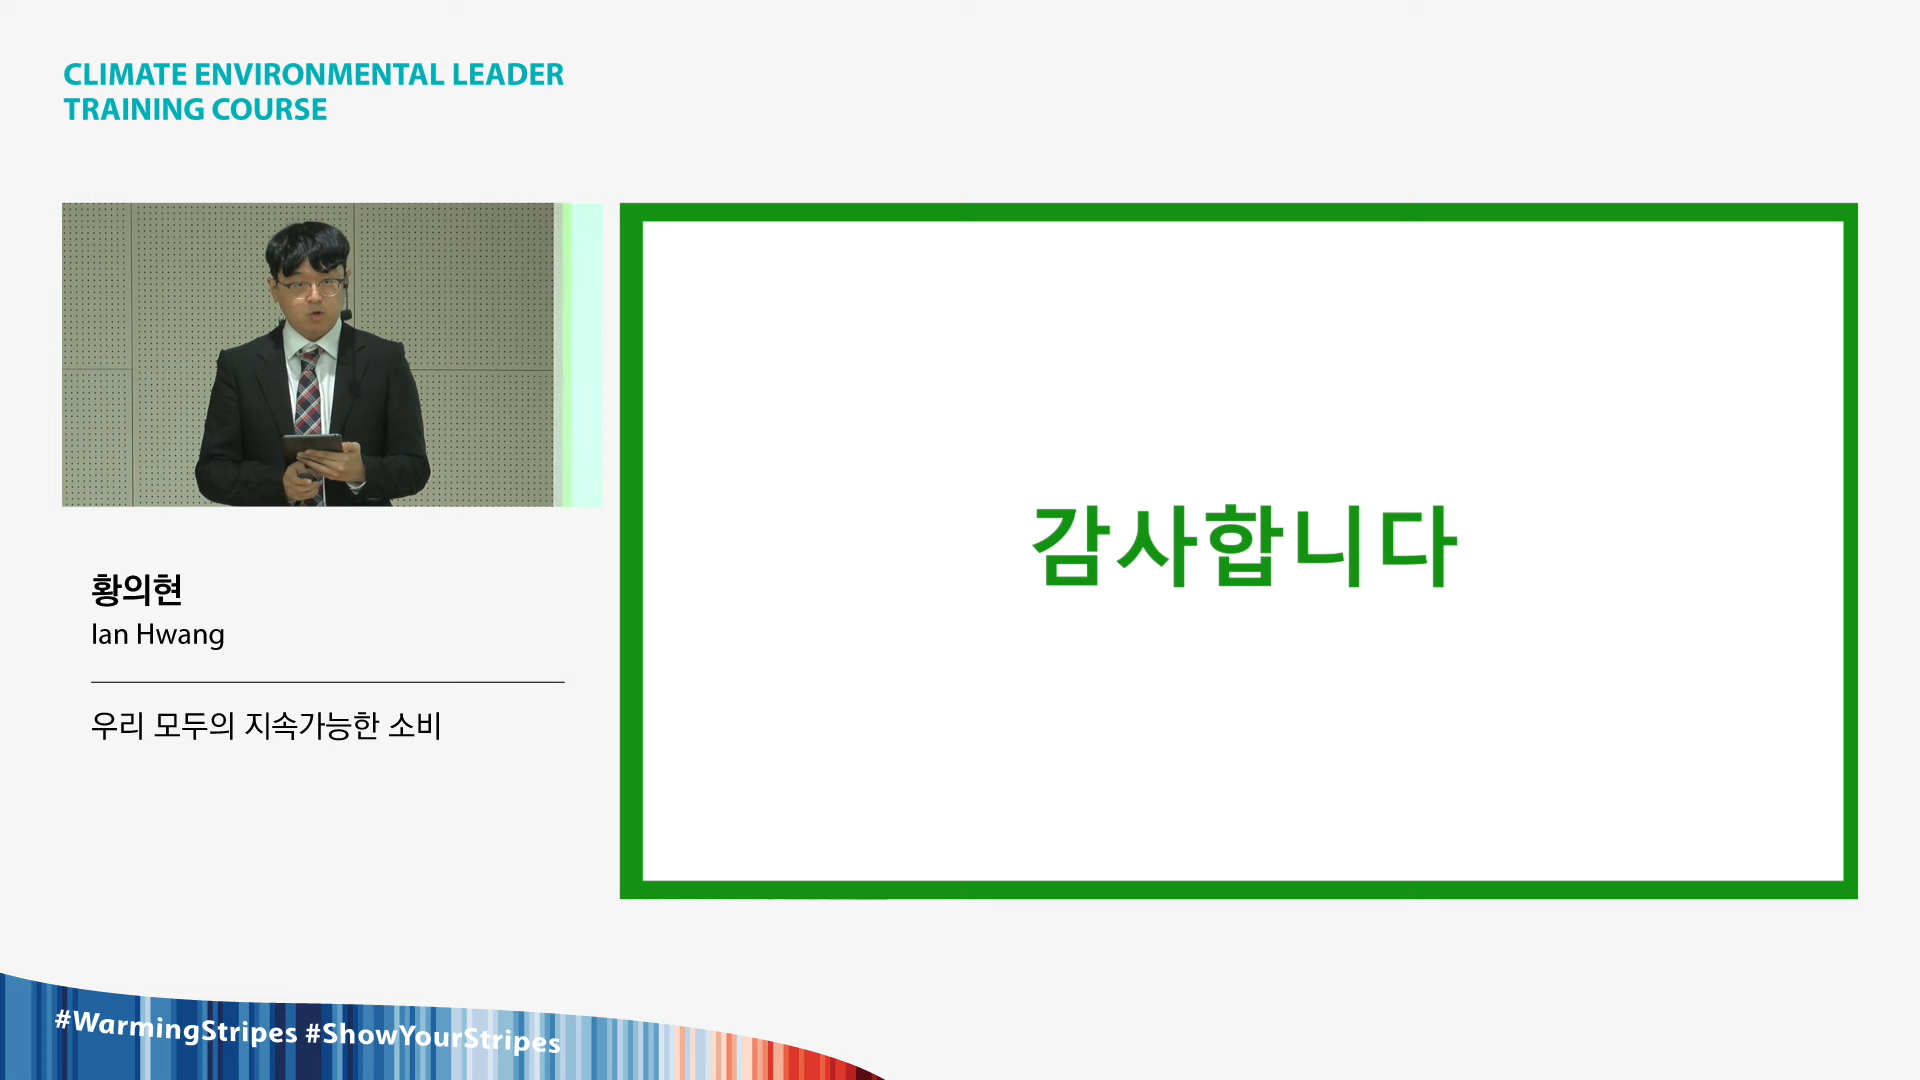 CLIMATE ENVIRONMENTAL LEADER
TRAINING COURSE
황의현
Ian Hwang
우리 모두의 지속가능한 소비
감사합니다
#WarmingStripes #ShowYourStripes